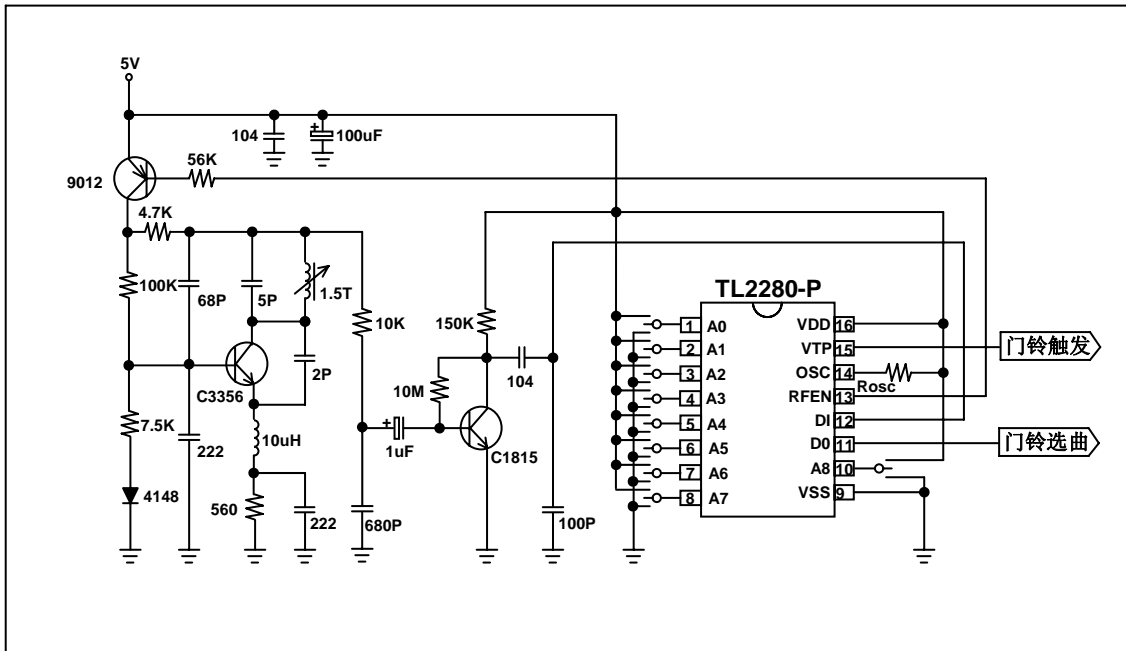 5V
104
100uF
56K
9012
4.7K
100K
68P
5P
1.5T
10K
150K
104
2P
C3356
10M
7.5K
10uH
1uF
C1815
4148
222
560
222
680P
100P
TL2280-P
1 A0
2 A1
3 A2
4 A3
5 A4
6 A5
7 A6
8 A7
VDD 16
VTP 15
OSC 14
RFEN 13
DI 12
D0 11
A8 10
VSS 9
Rosc
门铃触发
门铃选曲
+
+